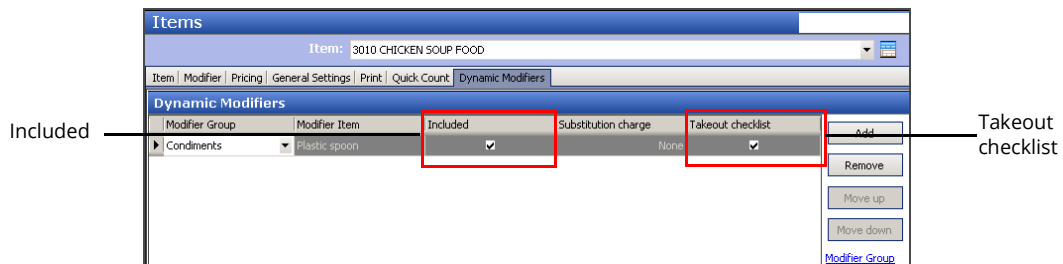 Items
Item: 3010 CHICKEN SOUP FOOD
Item Modifier Pricing General Settings Print Quick Count Dynamic Modifiers
Dynamic Modifiers
Modifier Group Modifier Item Included Substitution charge Takeout checklist
Condiments Plastic spoon None
Included
Add
Remove
Move up
Move down
Modifier Group
Takeout
checklist